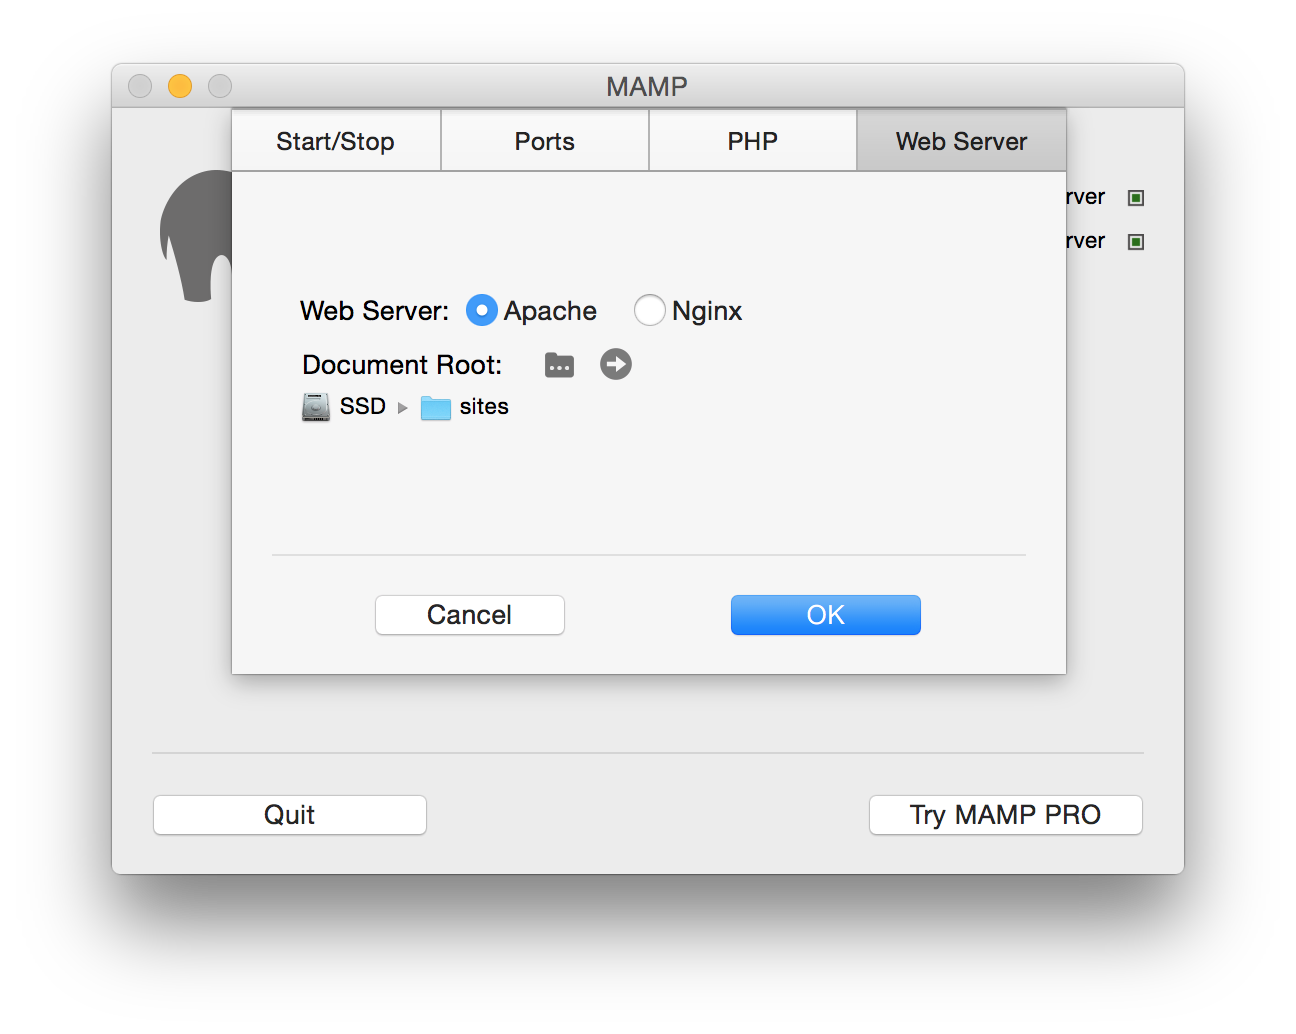 MAMP
Start/Stop Ports PHP Web Server
rver
rver
Web Server: Apache Nginx
Document Root:
SSD sites
Cancel OK
Quit Try MAMP PRO